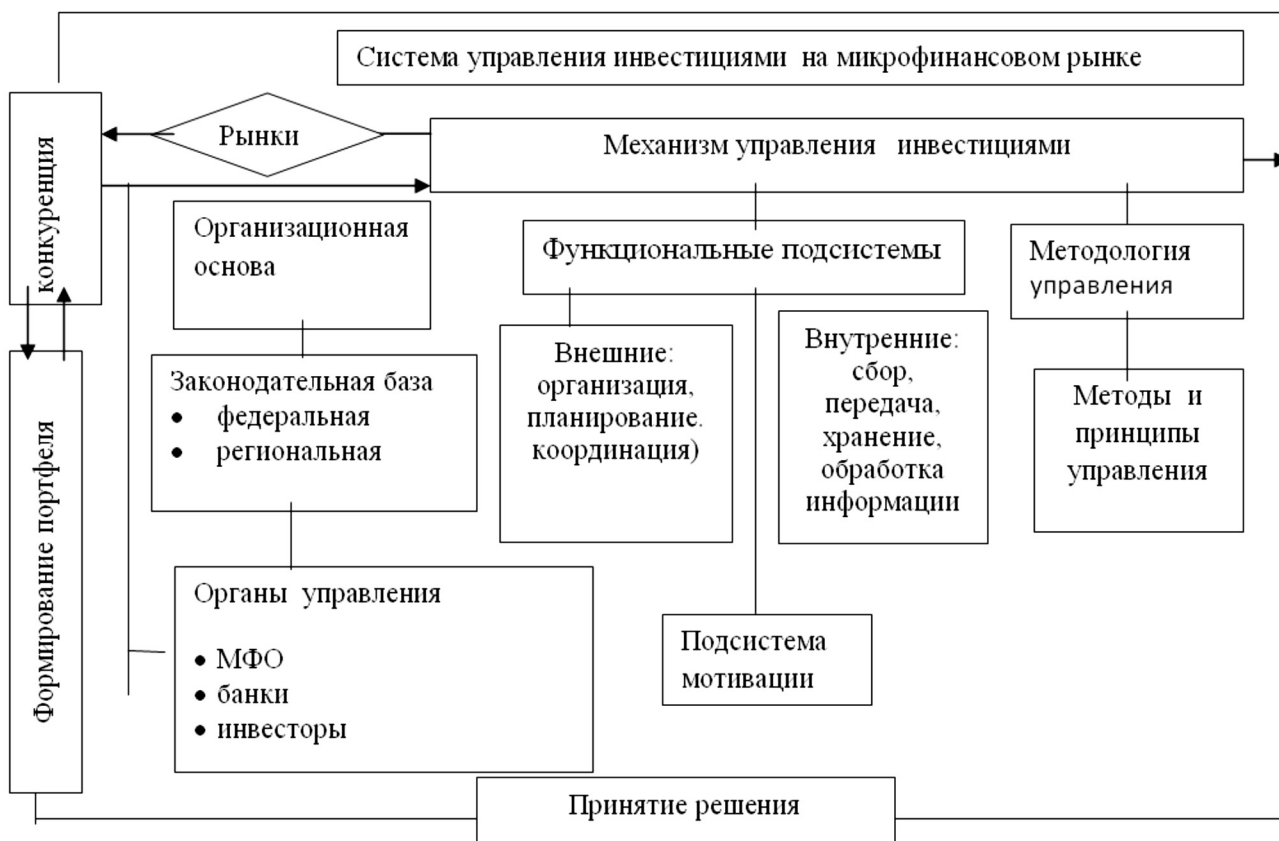 Система управления инвестициями на микрофинансовом рынке
Рынки
Механизм управления инвестициями
конкуренция
Организационная
основа
Функциональные подсистемы
Методология
управления
Законодательная база
• федеральная
• региональная
Внешние:
организация,
планирование.
координация)
Внутренние:
сбор,
передача,
хранение,
обработка
информации
Методы и
принципы
управления
Формирование портфеля
Органы управления
• МФО
• банки
• инвесторы
Подсистема
мотивации
Принятие решения